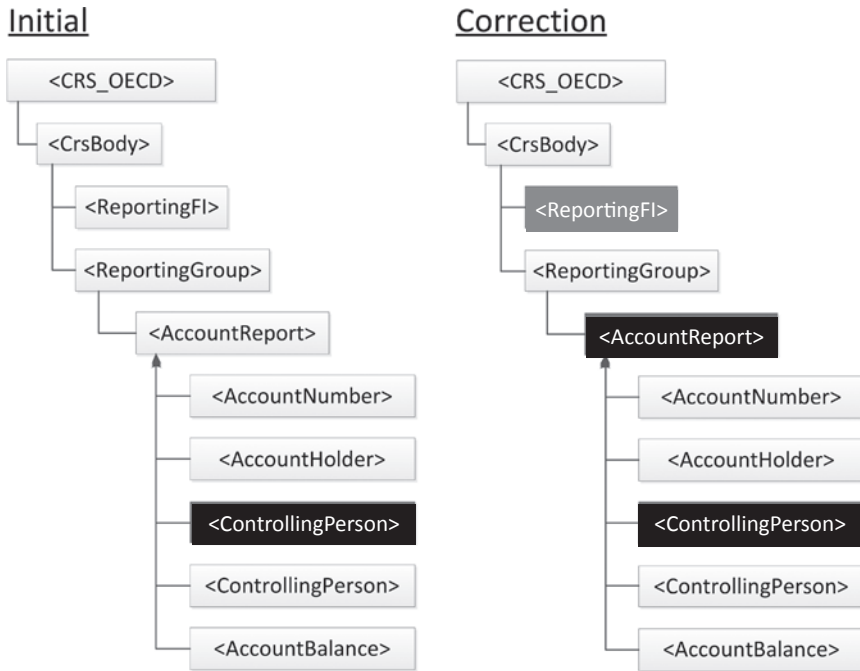 Initial
<CRS_OECD>
<CrsBody>
<ReportingFI>
<ReportingGroup>
<AccountReport>
<AccountNumber>
<AccountHolder>
<ControllingPerson>
<ControllingPerson>
<AccountBalance>
Correction
<CRS_OECD>
<CrsBody>
<ReportingFI>
<ReportingGroup>
<AccountReport>
<AccountNumber>
<AccountHolder>
<ControllingPerson>
<ControllingPerson>
<AccountBalance>